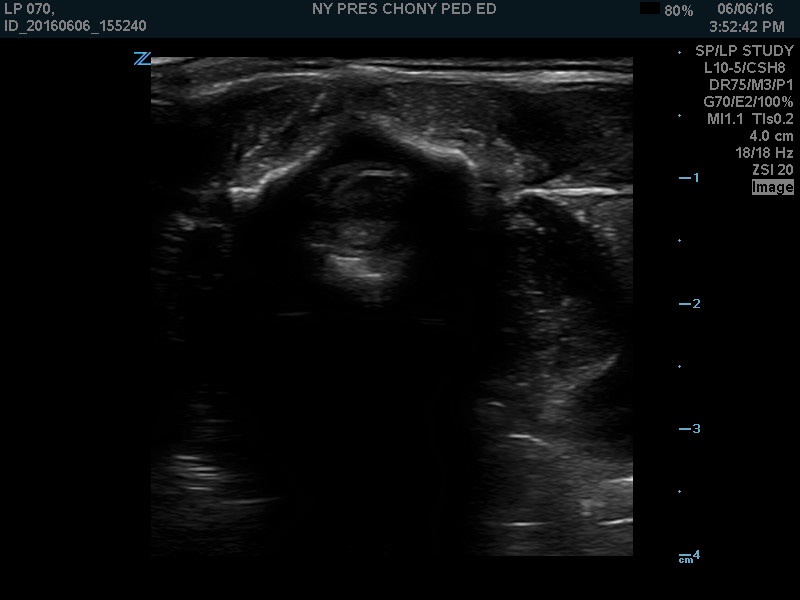 LP 070,
ID_20160606_155240
NY PRES CHONY PED ED
80%
06/06/16
3:52:42 PM
SP/LP STUDY
L10-5/CSH8
DR75/M3/P1
G70/E2/100%
MI1.1 TIs0.2
4.0 cm
18/18 Hz
ZSI 20
Image
Z
1
2
3
4
cm